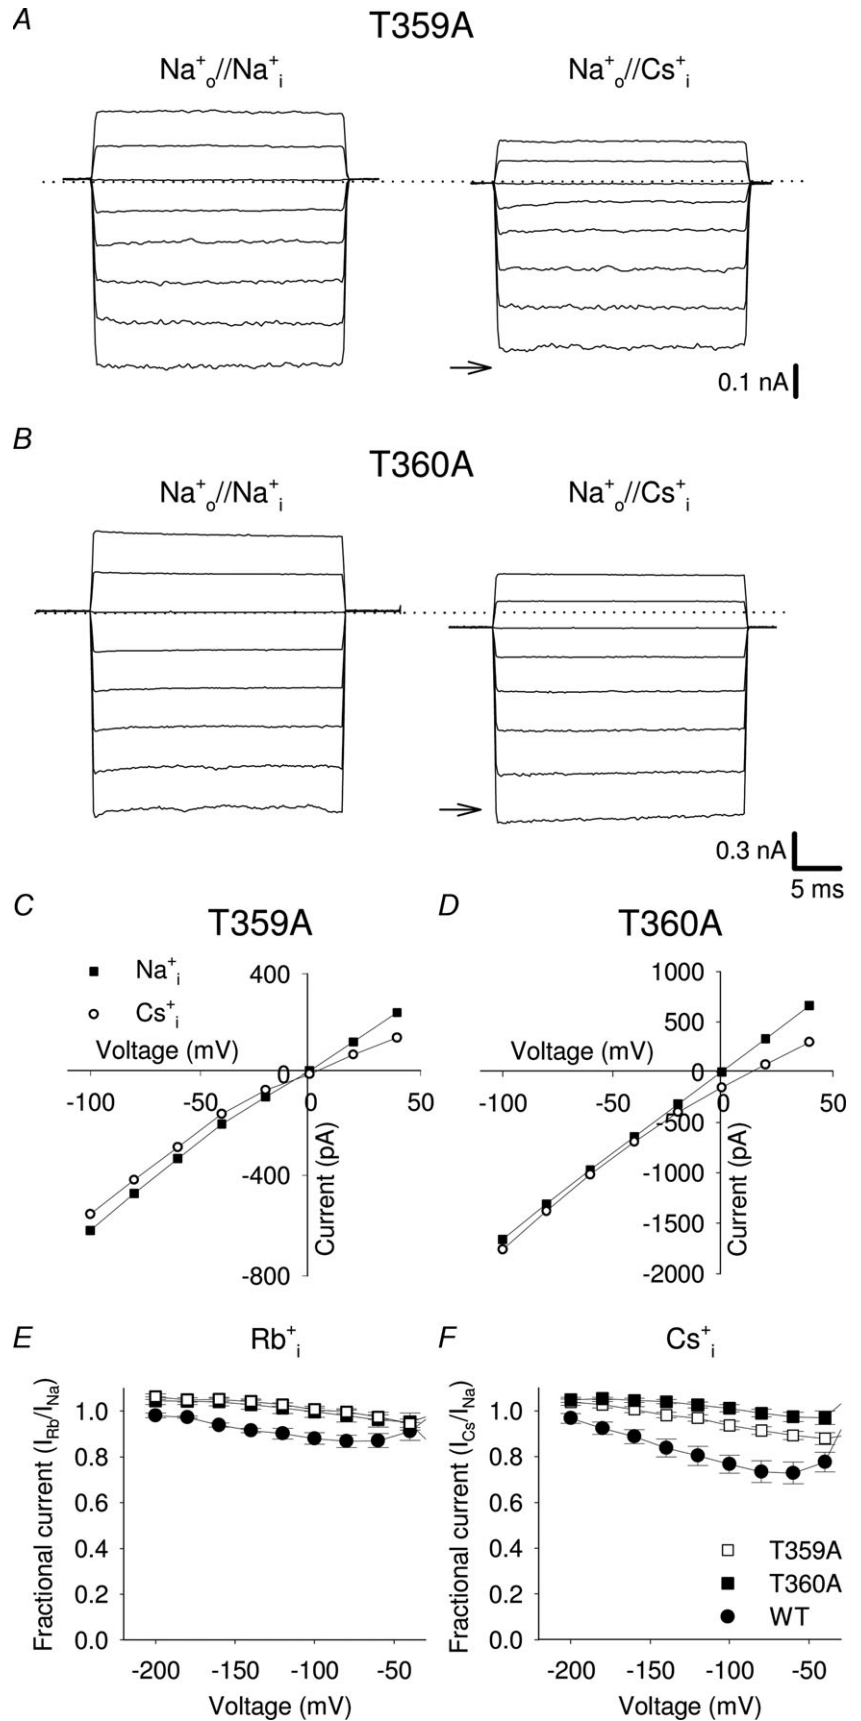 A
T359A
Na⁺ₒ//Na⁺ᵢ
Na⁺ₒ//Cs⁺ᵢ
0.1 nA
B
T360A
Na⁺ₒ//Na⁺ᵢ
Na⁺ₒ//Cs⁺ᵢ
0.3 nA
5 ms
C
T359A
Na⁺ᵢ
Cs⁺ᵢ
Voltage (mV)
400
0
-400
-800
-100
-50
0
50
Current (pA)
D
T360A
Voltage (mV)
1000
500
0
-500
-1000
-1500
-2000
-100
-50
0
50
Current (pA)
E
Rb⁺ᵢ
Fractional current (I_Rb/I_Na)
1.0
0.8
0.6
0.4
0.2
0.0
-200
-150
-100
-50
Voltage (mV)
F
Cs⁺ᵢ
Fractional current (I_Cs/I_Na)
1.0
0.8
0.6
0.4
0.2
0.0
T359A
T360A
WT
-200
-150
-100
-50
Voltage (mV)